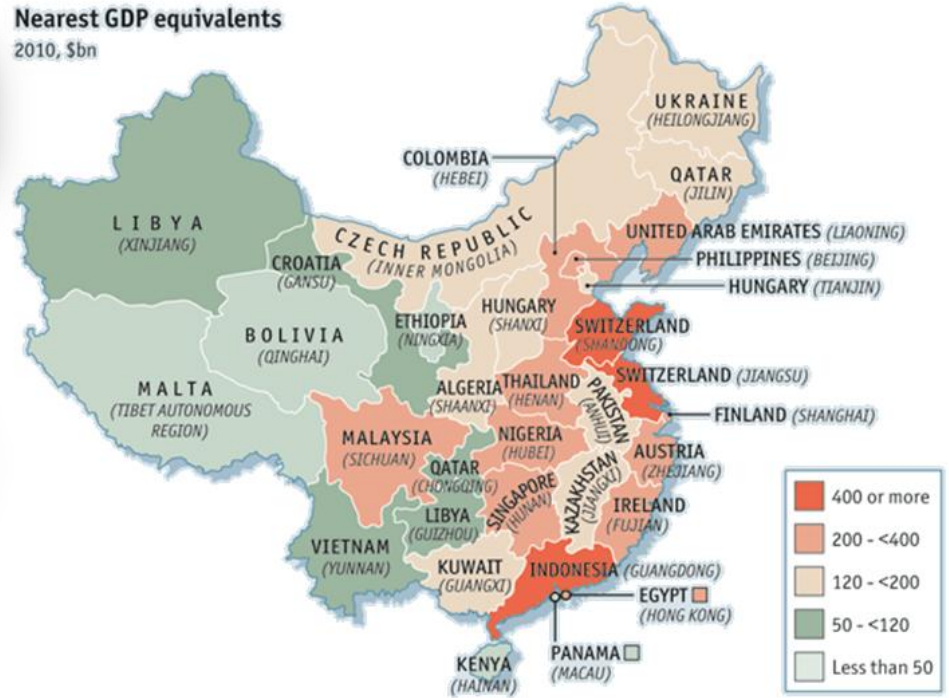 Nearest GDP equivalents
2010, $bn
UKRAINE
(HEILONGJIANG)
COLOMBIA
(HEBEI)
QATAR
(JILIN)
LIBYA
(XINJIANG)
CZECH REPUBLIC
(INNER MONGOLIA)
UNITED ARAB EMIRATES (LIAONING)
PHILIPPINES (BEIJING)
CROATIA
(GANSU)
HUNGARY (TIANJIN)
HUNGARY
(SHANXI)
ETHIOPIA
(NINGXIA)
SWITZERLAND
(SHANDONG)
BOLIVIA
(QINGHAI)
SWITZERLAND (JIANGSU)
MALTA
(TIBET AUTONOMOUS
REGION)
ALGERIA
(SHAANXI)
THAILAND
(HENAN)
PAKISTAN
(ANHUI)
FINLAND (SHANGHAI)
MALAYSIA
(SICHUAN)
NIGERIA
(HUBEI)
AUSTRIA
(ZHEJIANG)
QATAR
(CHONGQING)
SINGAPORE
(HUNAN)
KAZAKHSTAN
(JIANGXI)
IRELAND
(FUJIAN)
LIBYA
(GUIZHOU)
VIETNAM
(YUNNAN)
KUWAIT
(GUANGXI)
INDONESIA (GUANGDONG)
EGYPT
(HONG KONG)
PANAMA
(MACAU)
KENYA
(HAINAN)
400 or more
200 - <400
120 - <200
50 - <120
Less than 50